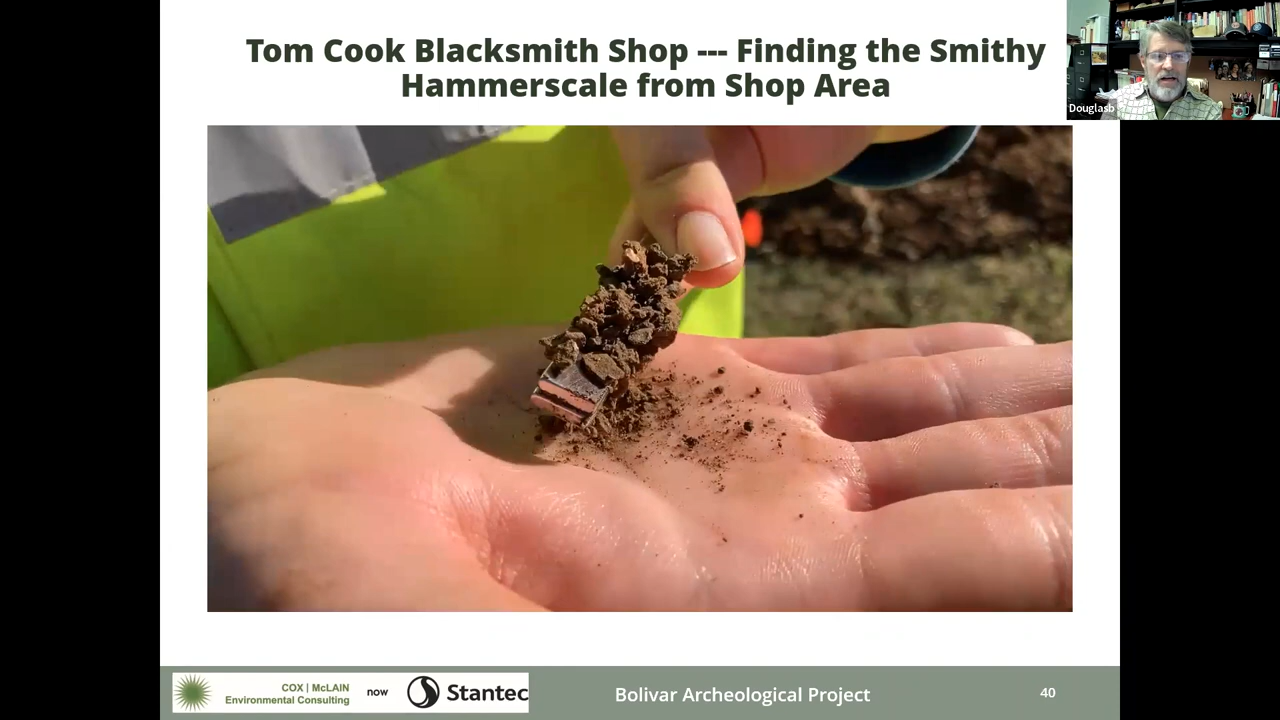 Tom Cook Blacksmith Shop --- Finding the Smithy
Hammerscale from Shop Area
Douglasb
COX | McLAIN
Environmental Consulting
now
Stantec
Bolivar Archeological Project
40